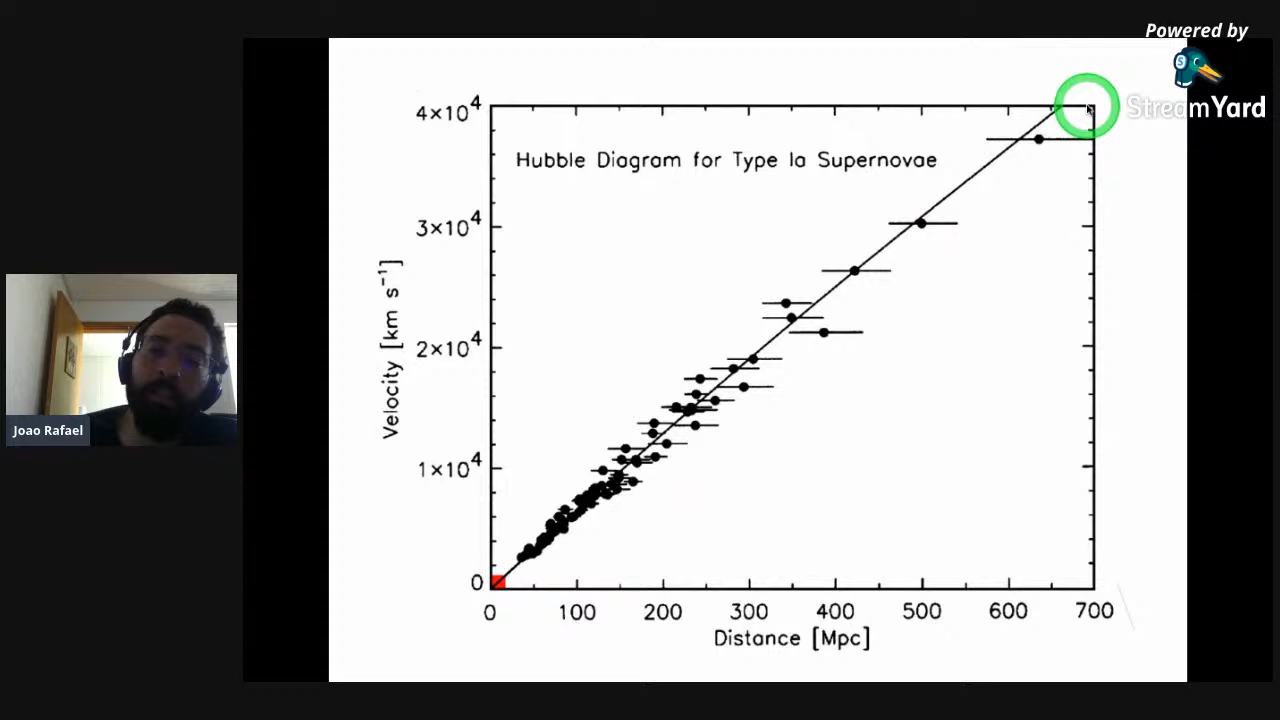 Powered by
StreamYard
Hubble Diagram for Type Ia Supernovae
4×10⁴
3×10⁴
2×10⁴
1×10⁴
0
Velocity [km s⁻¹]
0 100 200 300 400 500 600 700
Distance [Mpc]
Joao Rafael